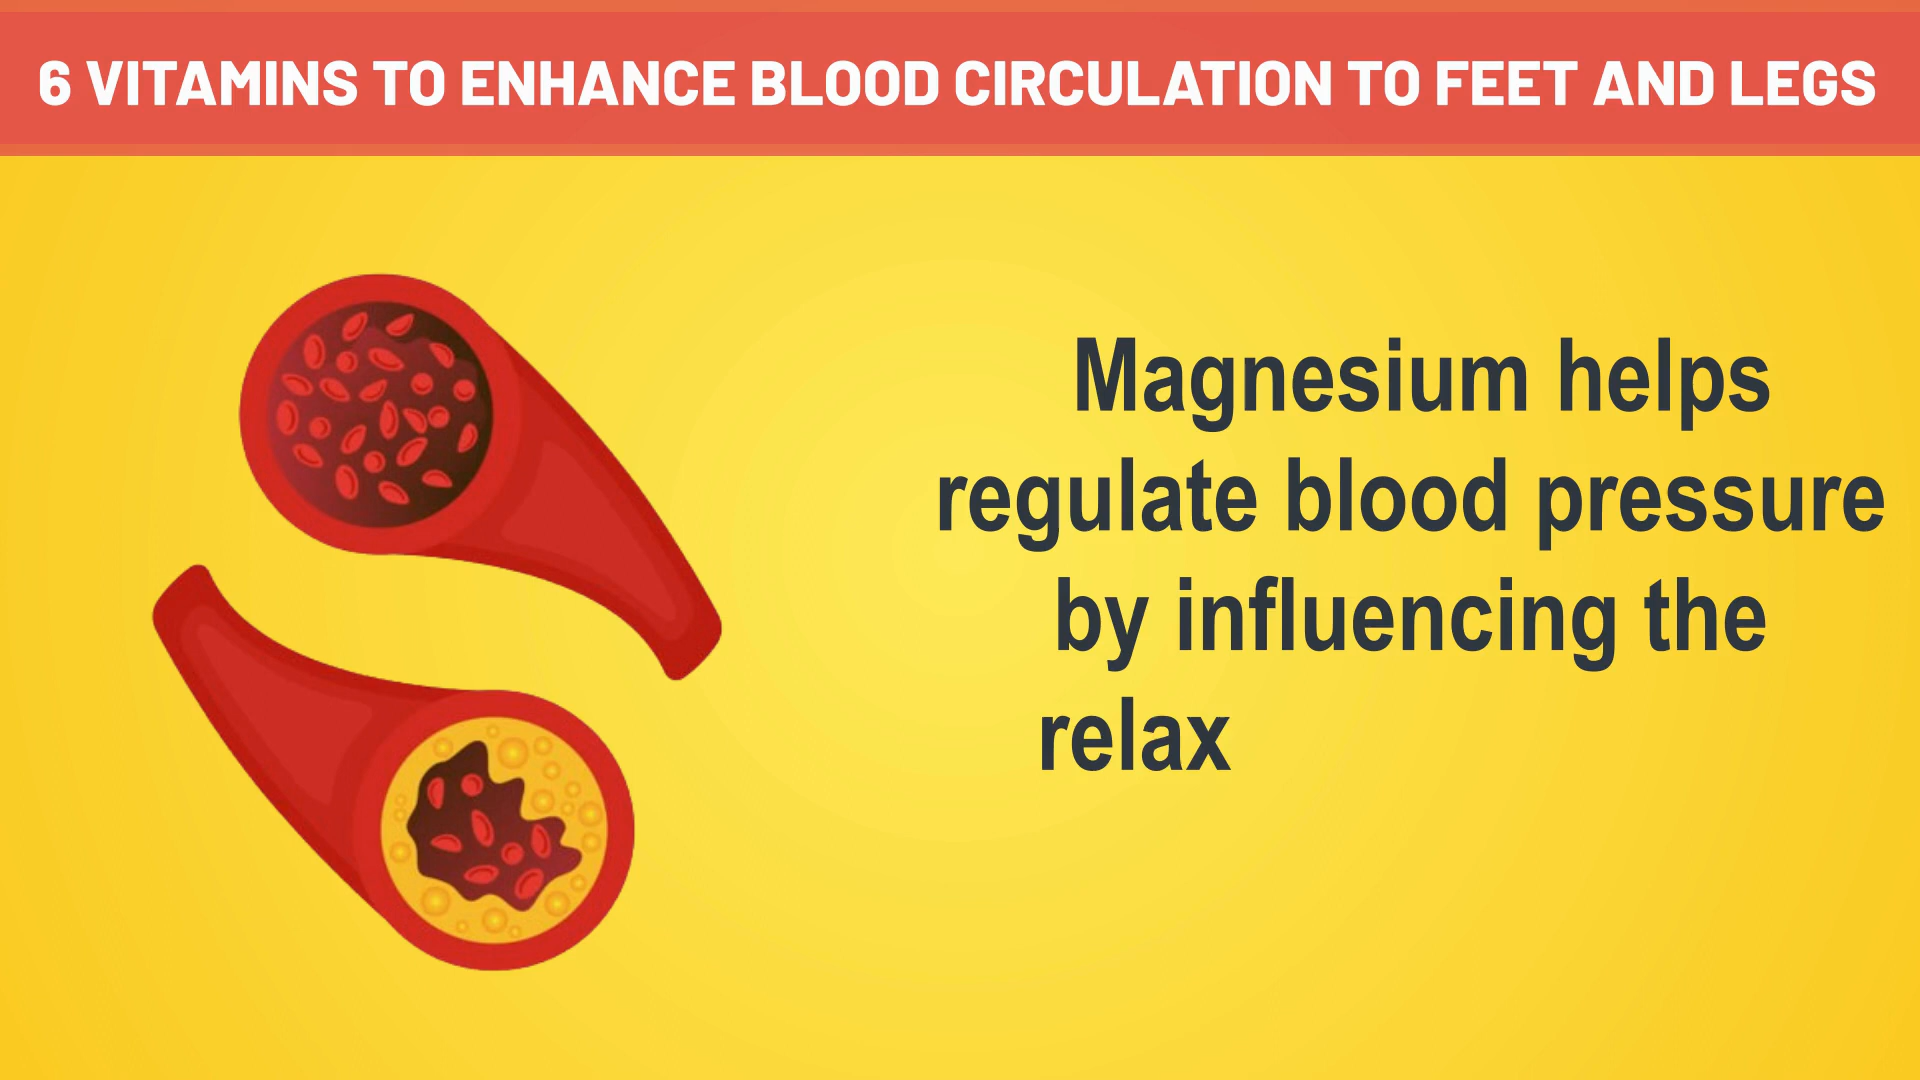 6 VITAMINS TO ENHANCE BLOOD CIRCULATION TO FEET AND LEGS
Magnesium helps
regulate blood pressure
by influencing the
relax